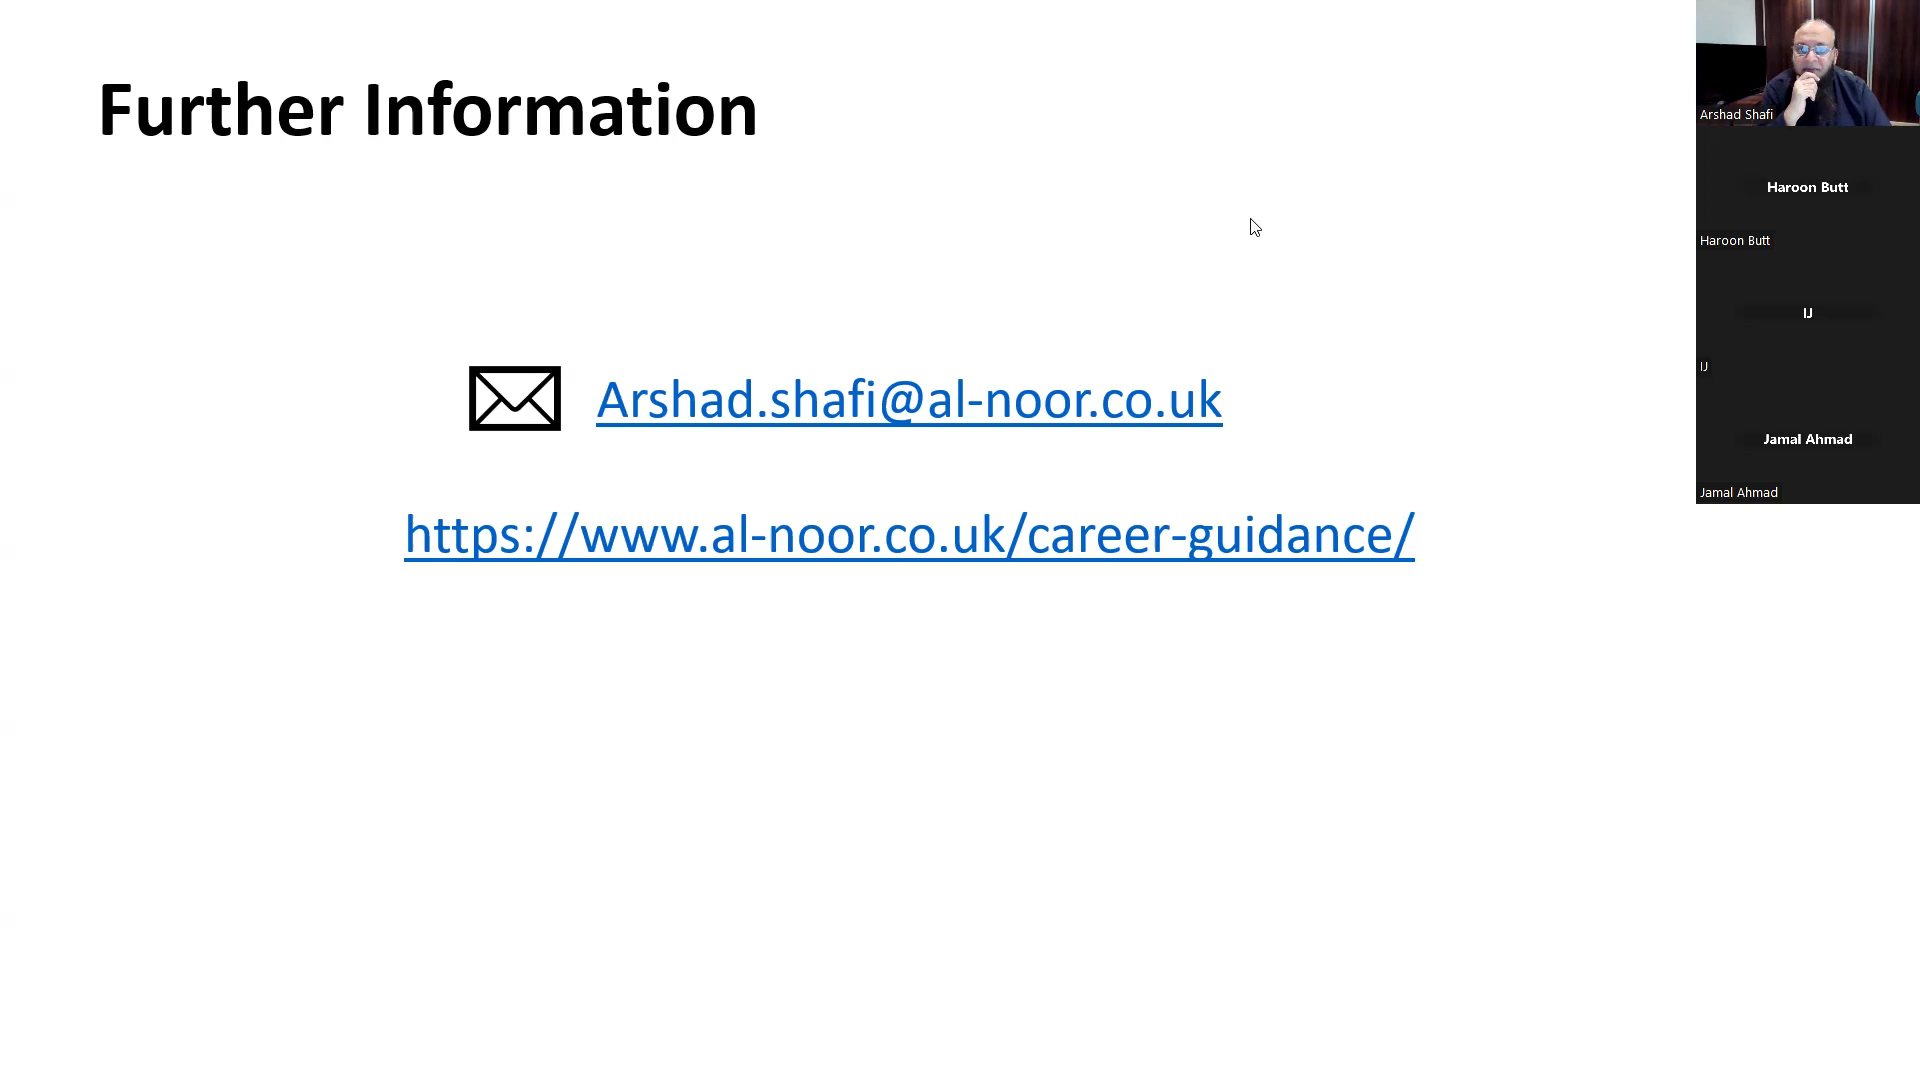 Further Information
Arshad.shafi@al-noor.co.uk
https://www.al-noor.co.uk/career-guidance/
Arshad Shafi
Haroon Butt
Haroon Butt
IJ
IJ
Jamal Ahmad
Jamal Ahmad